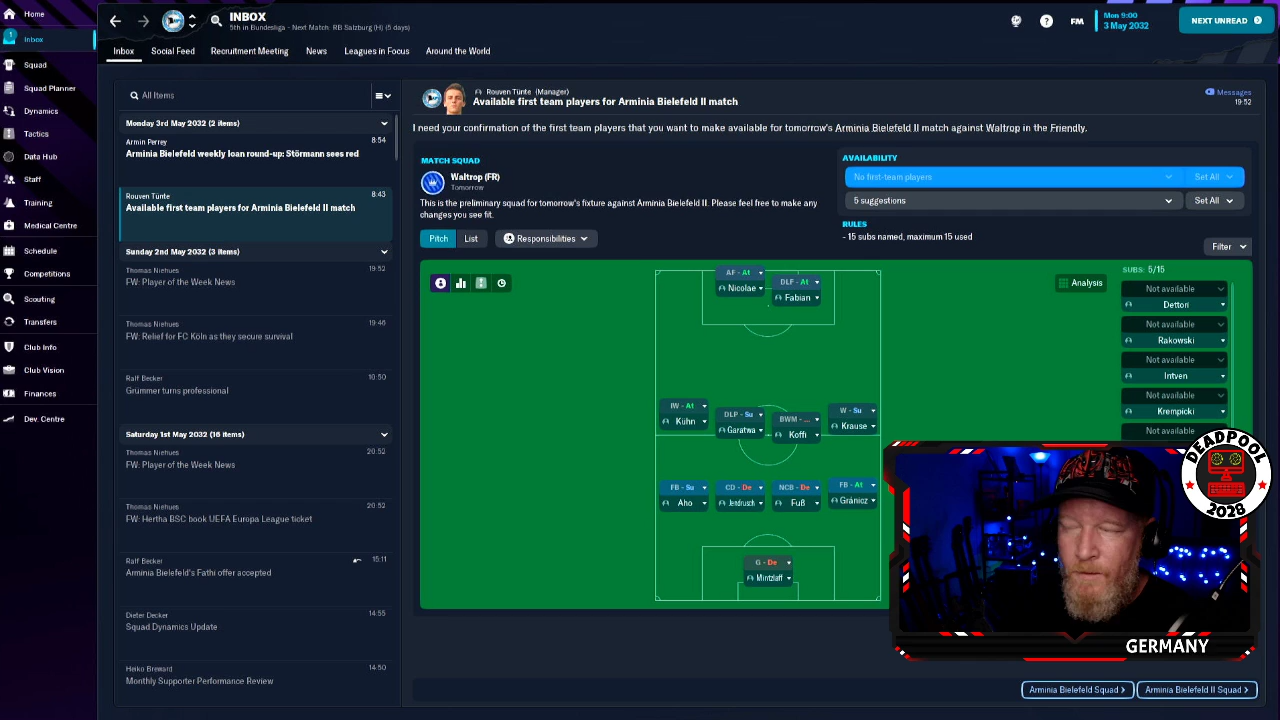 Home
1
Inbox
Squad
Squad Planner
Dynamics
Tactics
Data Hub
Staff
Training
Medical Centre
Schedule
Competitions
Scouting
Transfers
Club Info
Club Vision
Finances
Dev. Centre
INBOX
5th in Bundesliga - Next Match: RB Salzburg (H) (5 days)
FM
Mon 9:00
3 May 2032
NEXT UNREAD
Inbox Social Feed Recruitment Meeting News Leagues in Focus Around the World
All Items
Monday 3rd May 2032 (2 items)
Armin Perrey 8:54
Arminia Bielefeld weekly loan round-up: Störmann sees red
Rouven Tünte 8:43
Available first team players for Arminia Bielefeld II match
Sunday 2nd May 2032 (3 items)
Thomas Niehues 19:52
FW: Player of the Week News
Thomas Niehues 19:46
FW: Relief for FC Köln as they secure survival
Ralf Becker 10:50
Grümmer turns professional
Saturday 1st May 2032 (16 items)
Thomas Niehues 20:52
FW: Player of the Week News
Thomas Niehues 20:52
FW: Hertha BSC book UEFA Europa League ticket
Ralf Becker 15:11
Arminia Bielefeld's Fathi offer accepted
Dieter Decker 14:55
Squad Dynamics Update
Heiko Breward 14:50
Monthly Supporter Performance Review
Rouven Tünte (Manager)
Available first team players for Arminia Bielefeld II match
Messages
19:52
I need your confirmation of the first team players that you want to make available for tomorrow's Arminia Bielefeld II match against Waltrop in the Friendly.
MATCH SQUAD
Waltrop (FR)
Tomorrow
This is the preliminary squad for tomorrow's fixture against Arminia Bielefeld II. Please feel free to make any
changes you see fit.
Pitch List Responsibilities
AVAILABILITY
No first-team players Set All
5 suggestions Set All
RULES
- 15 subs named, maximum 15 used
Filter
Analysis
AF - At
Nicolae
DLF - At
Fabian
IW - At
Kühn
DLP - Su
Garatwa
BWM - ...
Koffi
W - Su
Krause
FB - Su
Aho
CD - De
Jendrusch
NCB - De
Fuß
FB - At
Gránicz
G - De
Mintzlaff
SUBS: 5/15
Not available
Dettori
Not available
Rakowski
Not available
Intven
Not available
Krempicki
Not available
DEADPOOL
2028
GERMANY
Arminia Bielefeld Squad Arminia Bielefeld II Squad